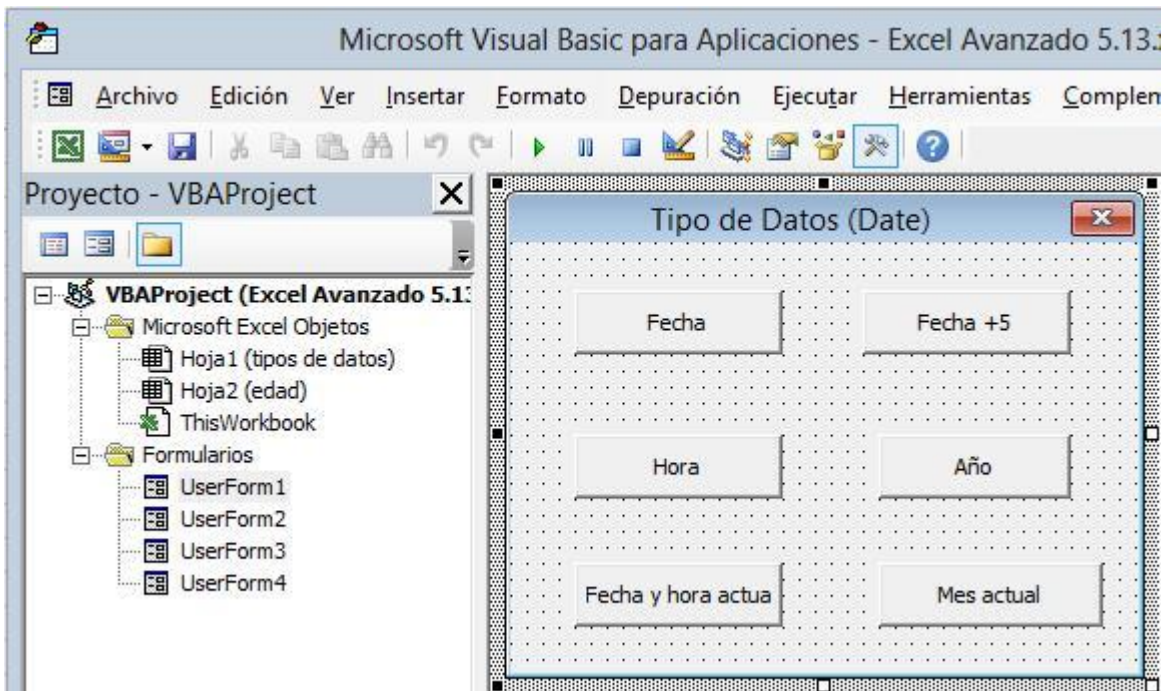 Microsoft Visual Basic para Aplicaciones - Excel Avanzado 5.13.
Archivo Edición Ver Insertar Formato Depuración Ejecutar Herramientas Complem
Proyecto - VBAProject
VBAProject (Excel Avanzado 5.13
Microsoft Excel Objetos
Hoja1 (tipos de datos)
Hoja2 (edad)
ThisWorkbook
Formularios
UserForm1
UserForm2
UserForm3
UserForm4
Tipo de Datos (Date)
Fecha Fecha +5
Hora Año
Fecha y hora actua Mes actual